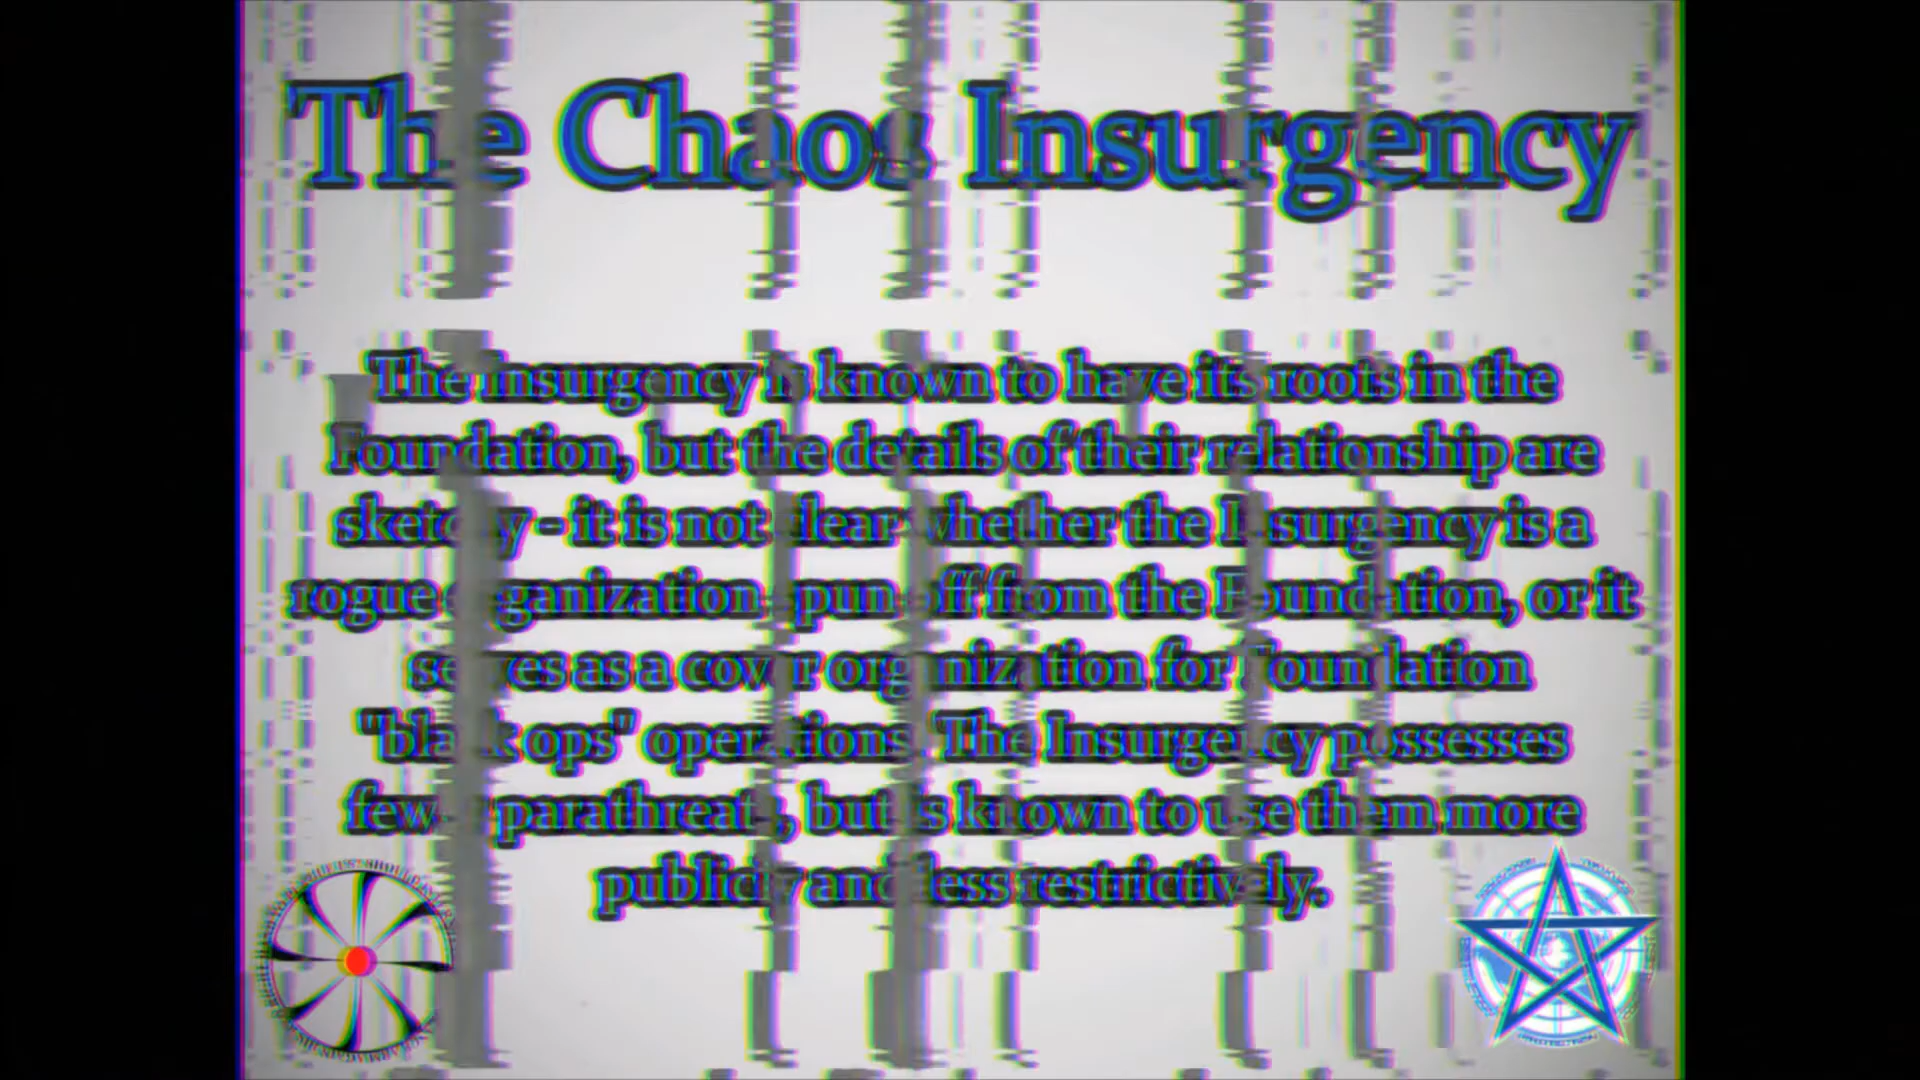 The Chaos Insurgency
The Insurgency is known to have its roots in the
Foundation, but the details of their relationship are
sketchy - it is not clear whether the Insurgency is a
rogue organization spun off from the Foundation, or it
serves as a cover organization for Foundation
"black ops" operations. The Insurgency possesses
fewer parathreats, but is known to use them more
publicly and less restrictively.